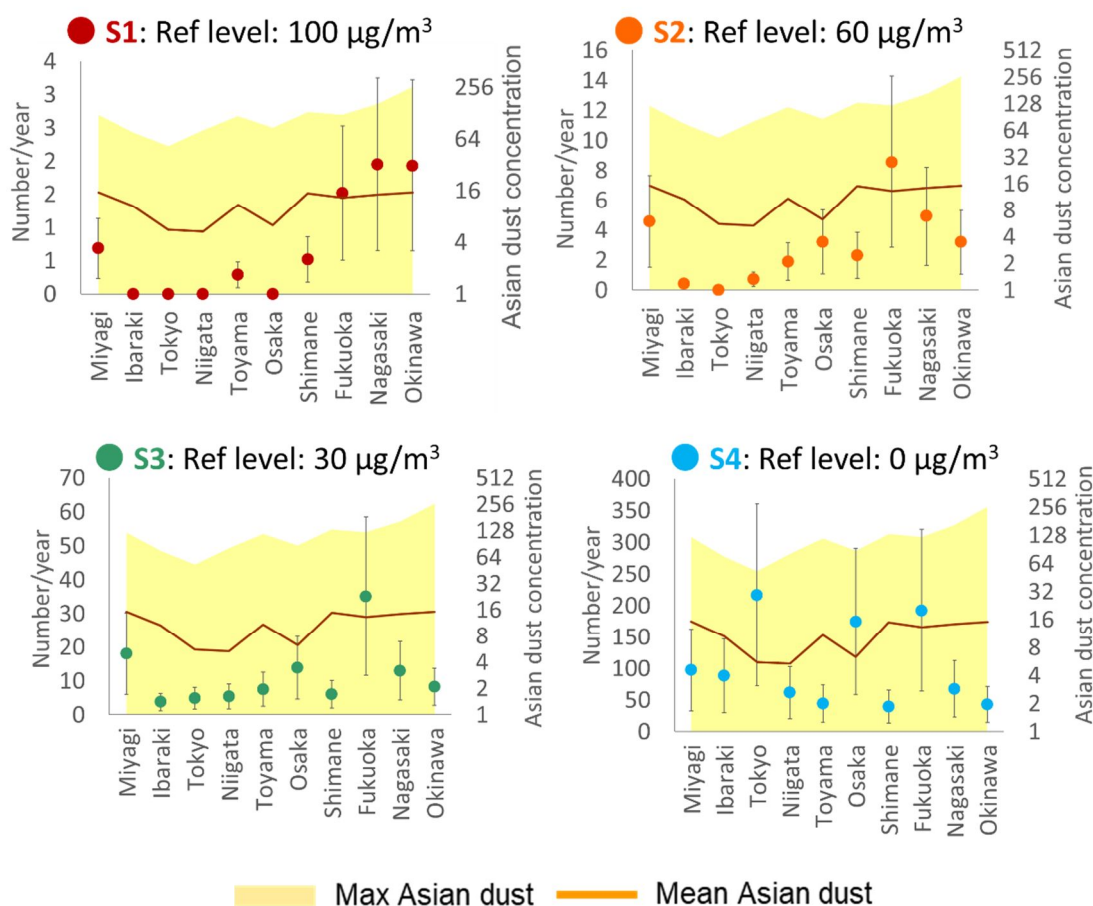 S1: Ref level: 100 µg/m³
Number/year
4
3
3
2
2
1
1
0
256
64
16
4
1
Asian dust concentration
Miyagi
Ibaraki
Tokyo
Niigata
Toyama
Osaka
Shimane
Fukuoka
Nagasaki
Okinawa
S2: Ref level: 60 µg/m³
Number/year
16
14
12
10
8
6
4
2
0
512
256
128
64
32
16
8
4
2
1
Asian dust concentration
Miyagi
Ibaraki
Tokyo
Niigata
Toyama
Osaka
Shimane
Fukuoka
Nagasaki
Okinawa
S3: Ref level: 30 µg/m³
Number/year
70
60
50
40
30
20
10
0
512
256
128
64
32
16
8
4
2
1
Asian dust concentration
Miyagi
Ibaraki
Tokyo
Niigata
Toyama
Osaka
Shimane
Fukuoka
Nagasaki
Okinawa
S4: Ref level: 0 µg/m³
Number/year
400
350
300
250
200
150
100
50
0
512
256
128
64
32
16
8
4
2
1
Asian dust concentration
Miyagi
Ibaraki
Tokyo
Niigata
Toyama
Osaka
Shimane
Fukuoka
Nagasaki
Okinawa
Max Asian dust
Mean Asian dust